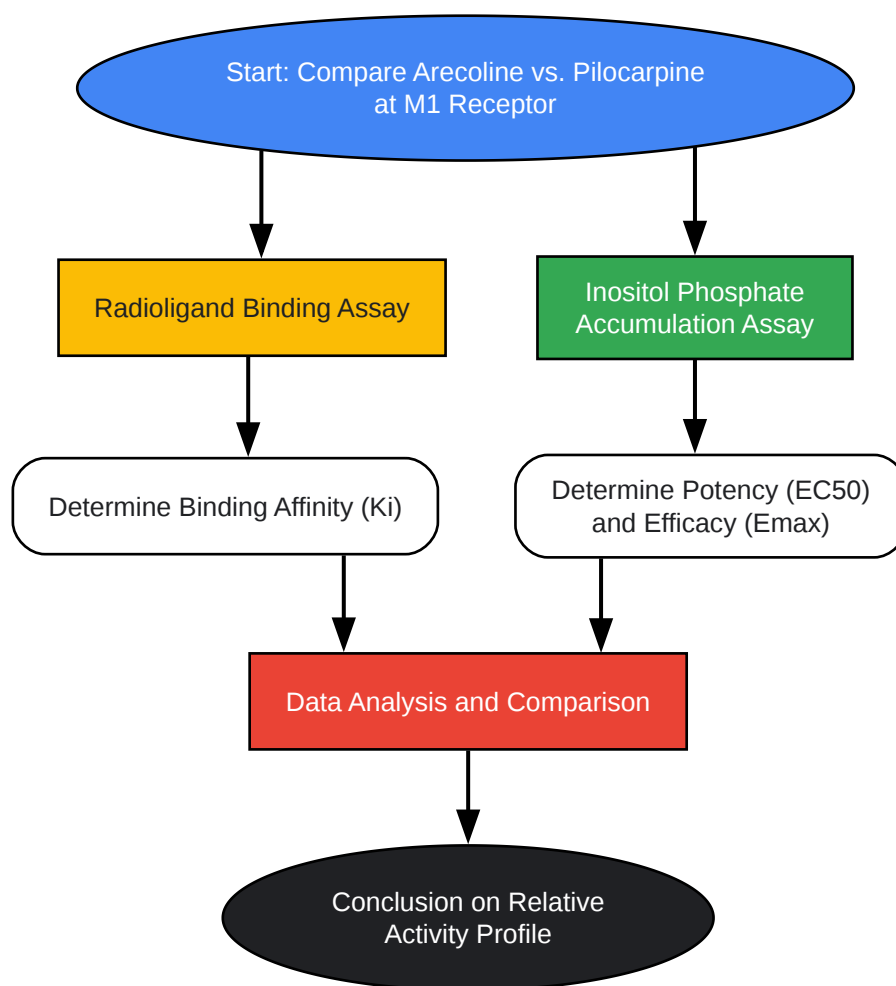 Start: Compare Arecoline vs. Pilocarpine
at M1 Receptor
Radioligand Binding Assay
Inositol Phosphate
Accumulation Assay
Determine Binding Affinity (Ki)
Determine Potency (EC50)
and Efficacy (Emax)
Data Analysis and Comparison
Conclusion on Relative
Activity Profile